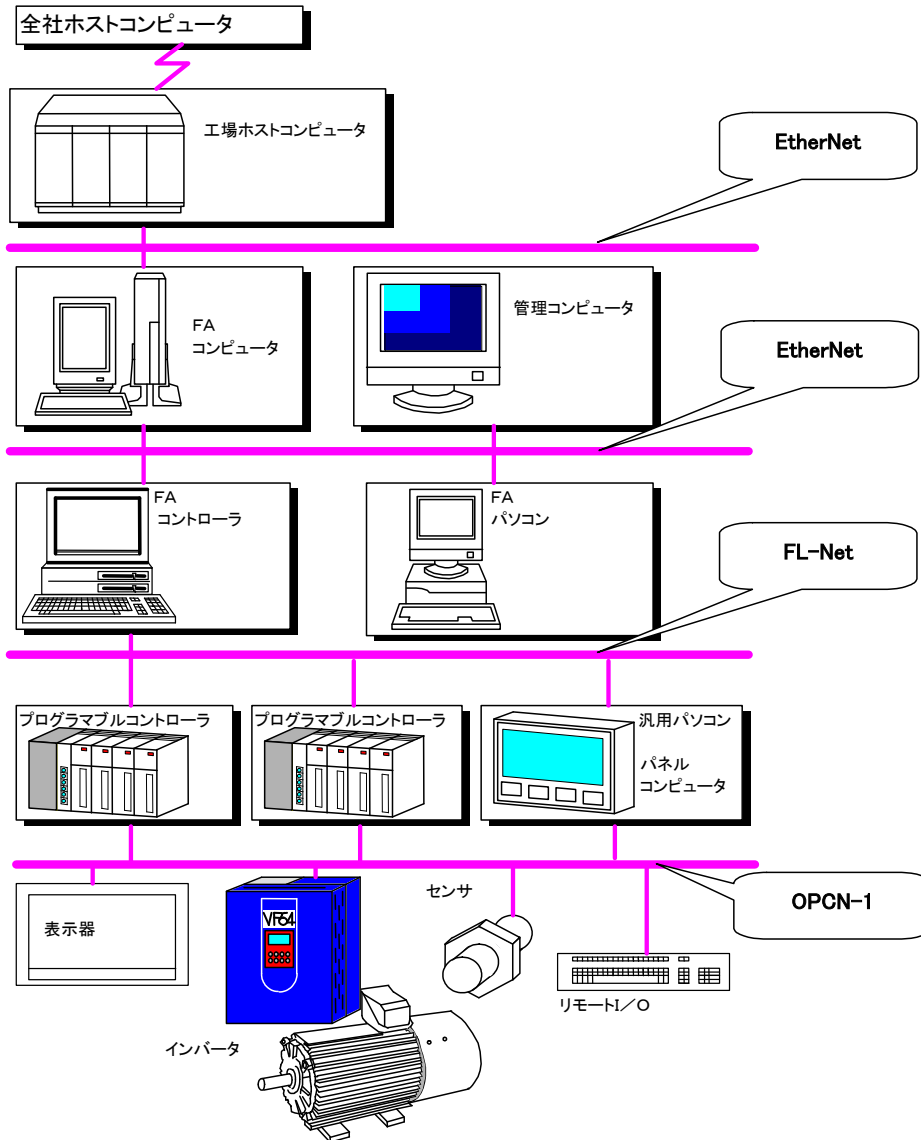 全社ホストコンピュータ
工場ホストコンピュータ
EtherNet
FA
コンピュータ
管理コンピュータ
EtherNet
FA
コントローラ
FA
パソコン
FL-Net
プログラマブルコントローラ
プログラマブルコントローラ
汎用パソコン
パネル
コンピュータ
OPCN-1
表示器
VF64
センサ
リモートI/O
インバータ